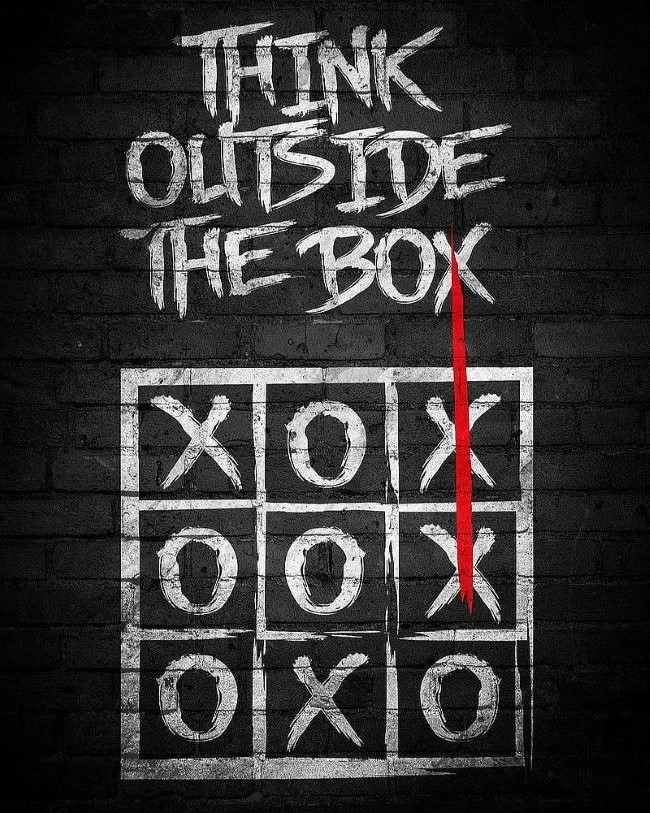 THINK
OUTSIDE
THE BOX
X O X
O O X
O X O